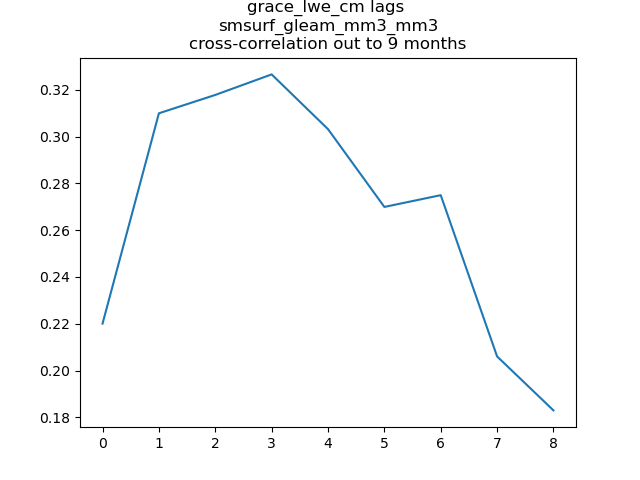 grace_lwe_cm lags
smsurf_gleam_mm3_mm3
cross-correlation out to 9 months
0.32
0.30
0.28
0.26
0.24
0.22
0.20
0.18
0 1 2 3 4 5 6 7 8